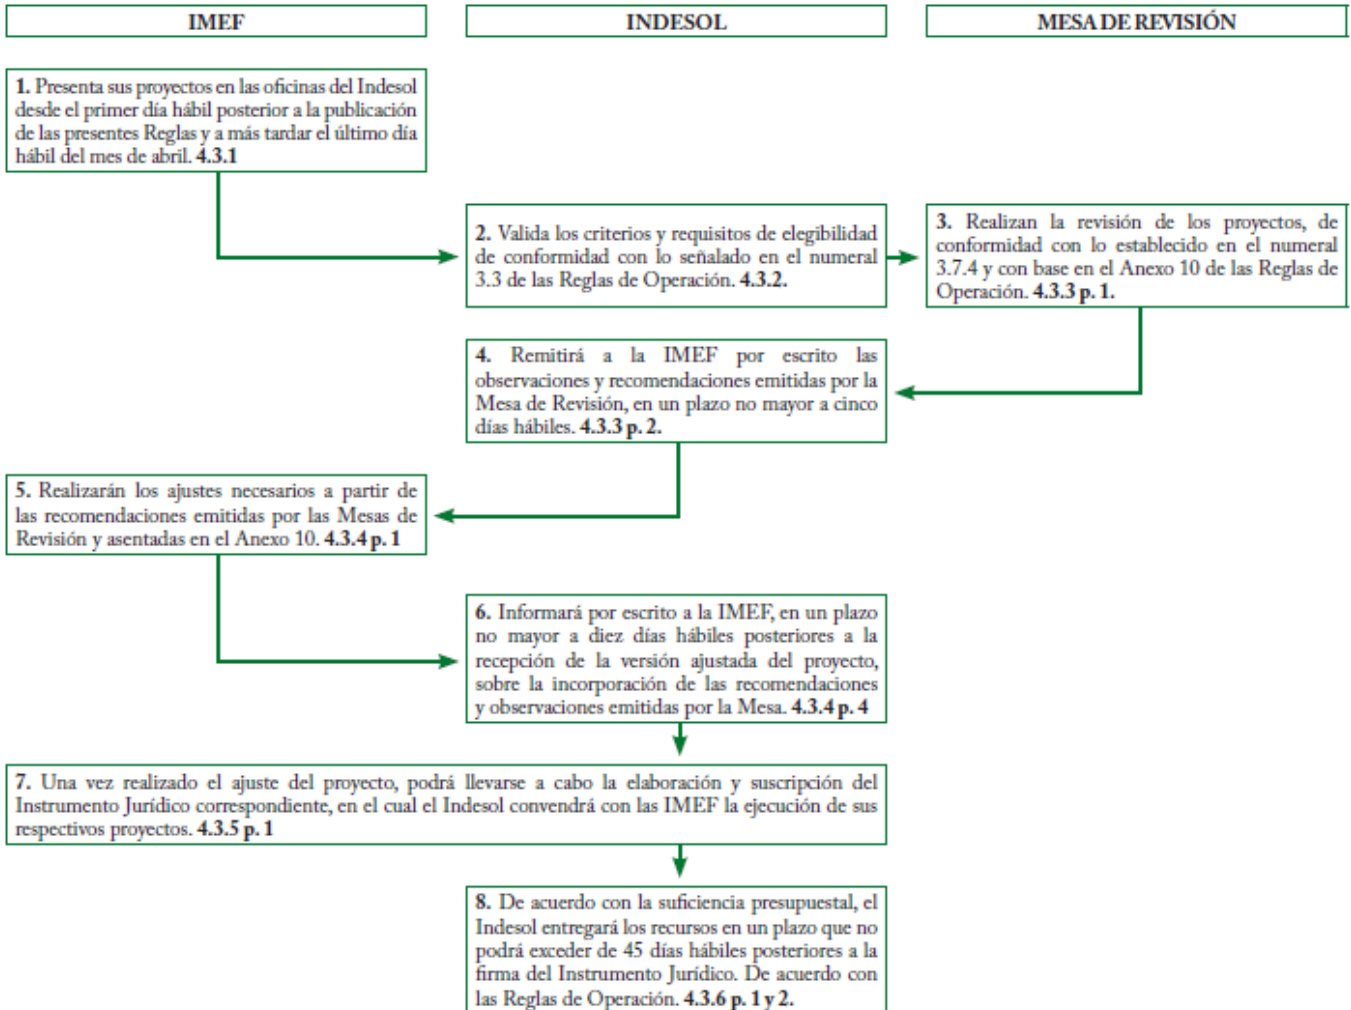 IMEF
INDESOL
MESA DE REVISIÓN
1. Presenta sus proyectos en las oficinas del Indesol
desde el primer día hábil posterior a la publicación
de las presentes Reglas y a más tardar el último día
hábil del mes de abril. 4.3.1
2. Valida los criterios y requisitos de elegibilidad
de conformidad con lo señalado en el numeral
3.3 de las Reglas de Operación. 4.3.2.
3. Realizan la revisión de los proyectos, de
conformidad con lo establecido en el numeral
3.7.4 y con base en el Anexo 10 de las Reglas de
Operación. 4.3.3 p. 1.
4. Remitirá a la IMEF por escrito las
observaciones y recomendaciones emitidas por la
Mesa de Revisión, en un plazo no mayor a cinco
días hábiles. 4.3.3 p. 2.
5. Realizarán los ajustes necesarios a partir de
las recomendaciones emitidas por las Mesas de
Revisión y asentadas en el Anexo 10. 4.3.4 p. 1
6. Informará por escrito a la IMEF, en un plazo
no mayor a diez días hábiles posteriores a la
recepción de la versión ajustada del proyecto,
sobre la incorporación de las recomendaciones
y observaciones emitidas por la Mesa. 4.3.4 p. 4
7. Una vez realizado el ajuste del proyecto, podrá llevarse a cabo la elaboración y suscripción del
Instrumento Jurídico correspondiente, en el cual el Indesol convendrá con las IMEF la ejecución de sus
respectivos proyectos. 4.3.5 p. 1
8. De acuerdo con la suficiencia presupuestal, el
Indesol entregará los recursos en un plazo que no
podrá exceder de 45 días hábiles posteriores a la
firma del Instrumento Jurídico. De acuerdo con
las Reglas de Operación. 4.3.6 p. 1 y 2.